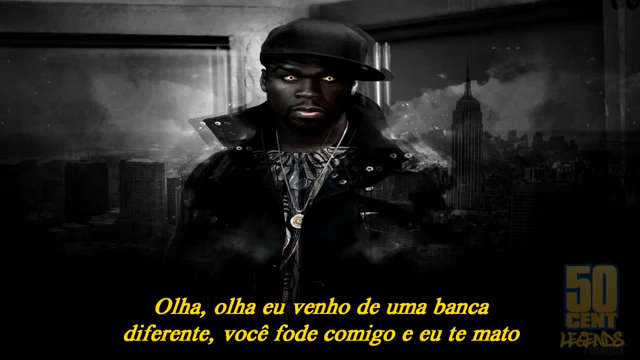 Olha, olha eu venho de uma banca
diferente, você fode comigo e eu te mato
50
CENT
LEGENDS